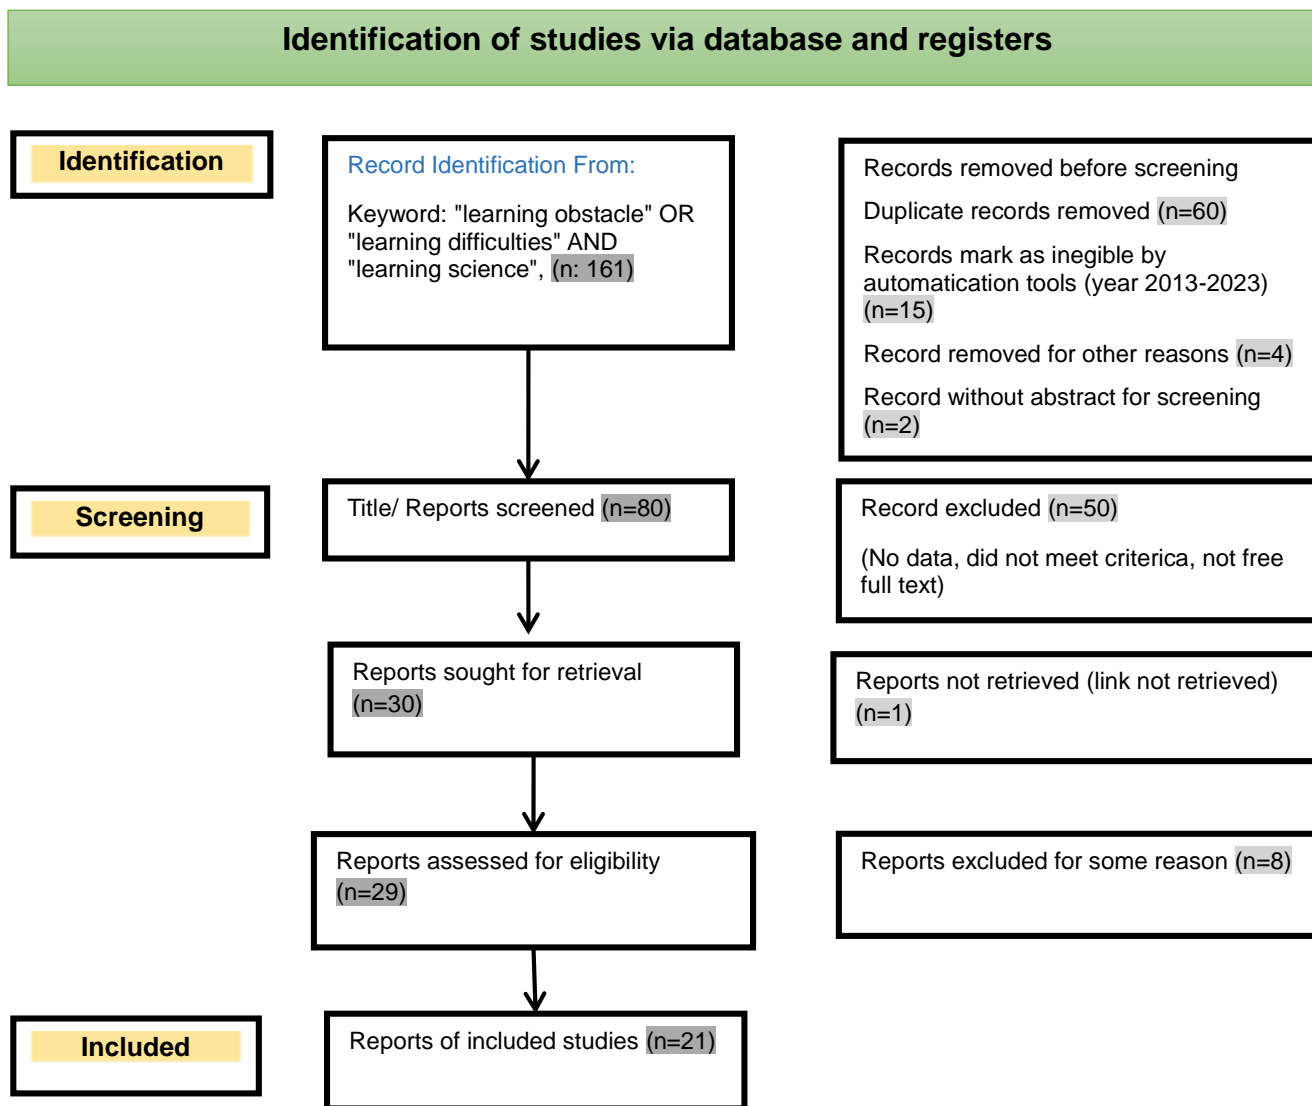 Identification of studies via database and registers
Identification
Record Identification From:
Keyword: "learning obstacle" OR
"learning difficulties" AND
"learning science", (n: 161)
Records removed before screening
Duplicate records removed (n=60)
Records mark as inegible by
automatication tools (year 2013-2023)
(n=15)
Record removed for other reasons (n=4)
Record without abstract for screening
(n=2)
Screening
Title/ Reports screened (n=80)
Record excluded (n=50)
(No data, did not meet criterica, not free
full text)
Reports sought for retrieval
(n=30)
Reports not retrieved (link not retrieved)
(n=1)
Reports assessed for eligibility
(n=29)
Reports excluded for some reason (n=8)
Included
Reports of included studies (n=21)